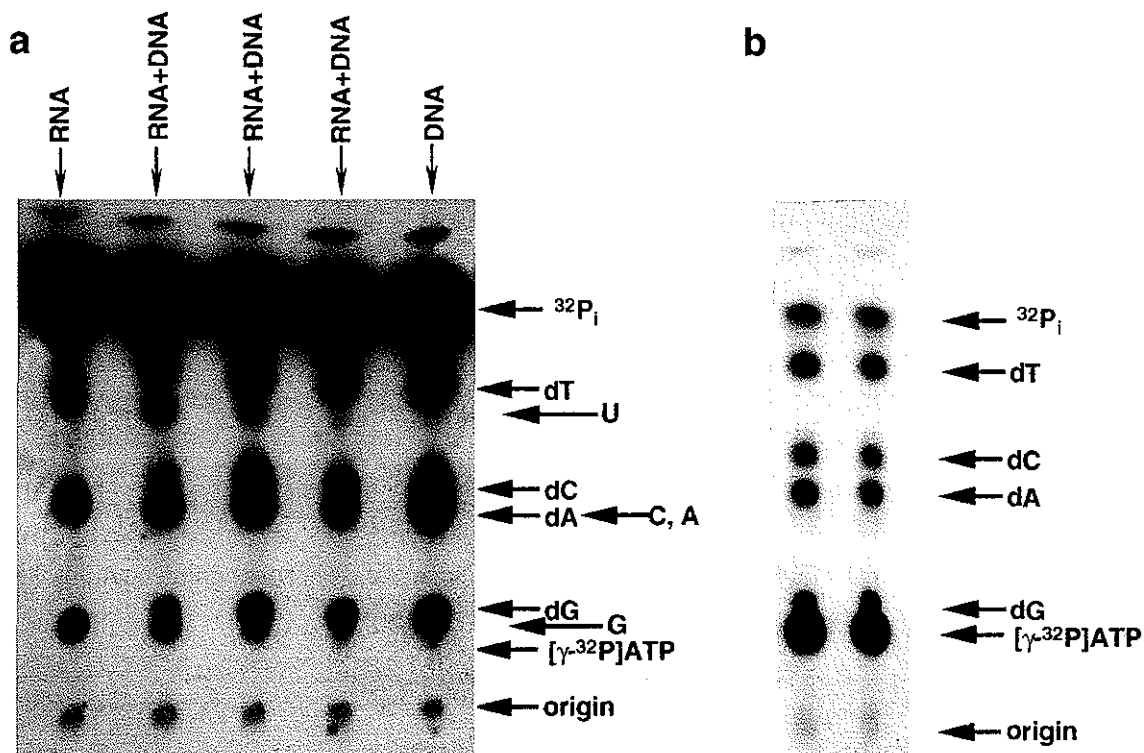 a
RNA
RNA+DNA
RNA+DNA
RNA+DNA
DNA
³²Pᵢ
dT
U
dC
dA
C, A
dG
G
[γ-³²P]ATP
origin
b
³²Pᵢ
dT
dC
dA
dG
[γ-³²P]ATP
origin